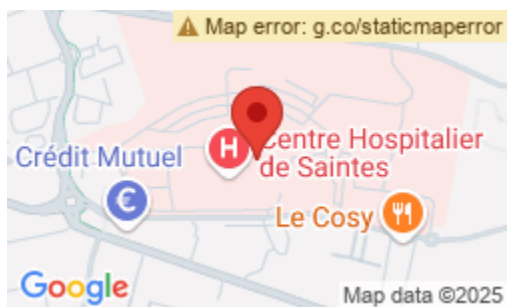 ⚠ Map error: g.co/staticmaperror
Crédit Mutuel
€
H
Centre Hospitalier
de Saintes
Le Cosy
Google
Map data ©2025